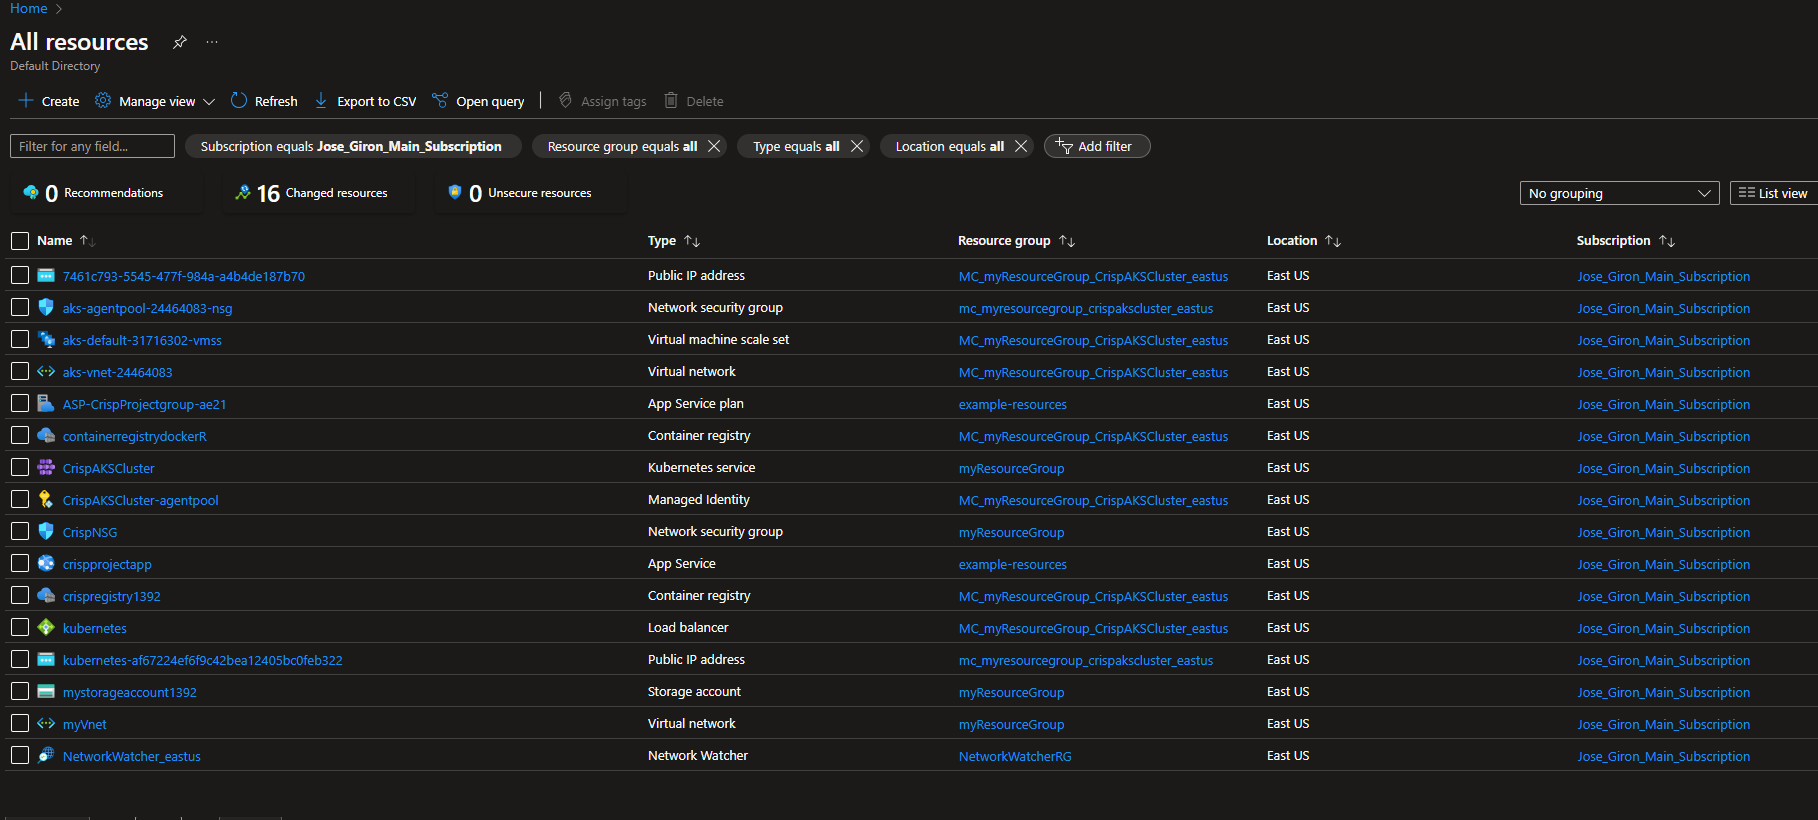 Home
All resources
Default Directory
Create Manage view Refresh Export to CSV Open query Assign tags Delete
Filter for any field... Subscription equals Jose_Giron_Main_Subscription Resource group equals all Type equals all Location equals all Add filter
0 Recommendations 16 Changed resources 0 Unsecure resources No grouping List view
Name Type Resource group Location Subscription
7461c793-5545-477f-984a-a4b4de187b70 Public IP address MC_myResourceGroup_CrispAKSCluster_eastus East US Jose_Giron_Main_Subscription
aks-agentpool-24464083-nsg Network security group mc_myresourcegroup_crispakscluster_eastus East US Jose_Giron_Main_Subscription
aks-default-31716302-vmss Virtual machine scale set MC_myResourceGroup_CrispAKSCluster_eastus East US Jose_Giron_Main_Subscription
aks-vnet-24464083 Virtual network MC_myResourceGroup_CrispAKSCluster_eastus East US Jose_Giron_Main_Subscription
ASP-CrispProjectgroup-ae21 App Service plan example-resources East US Jose_Giron_Main_Subscription
containerregistrydockerR Container registry MC_myResourceGroup_CrispAKSCluster_eastus East US Jose_Giron_Main_Subscription
CrispAKSCluster Kubernetes service myResourceGroup East US Jose_Giron_Main_Subscription
CrispAKSCluster-agentpool Managed Identity MC_myResourceGroup_CrispAKSCluster_eastus East US Jose_Giron_Main_Subscription
CrispNSG Network security group myResourceGroup East US Jose_Giron_Main_Subscription
crispprojectapp App Service example-resources East US Jose_Giron_Main_Subscription
crispregistry1392 Container registry MC_myResourceGroup_CrispAKSCluster_eastus East US Jose_Giron_Main_Subscription
kubernetes Load balancer MC_myResourceGroup_CrispAKSCluster_eastus East US Jose_Giron_Main_Subscription
kubernetes-af67224ef6f9c42bea12405bc0feb322 Public IP address mc_myresourcegroup_crispakscluster_eastus East US Jose_Giron_Main_Subscription
mystorageaccount1392 Storage account myResourceGroup East US Jose_Giron_Main_Subscription
myVnet Virtual network myResourceGroup East US Jose_Giron_Main_Subscription
NetworkWatcher_eastus Network Watcher NetworkWatcherRG East US Jose_Giron_Main_Subscription